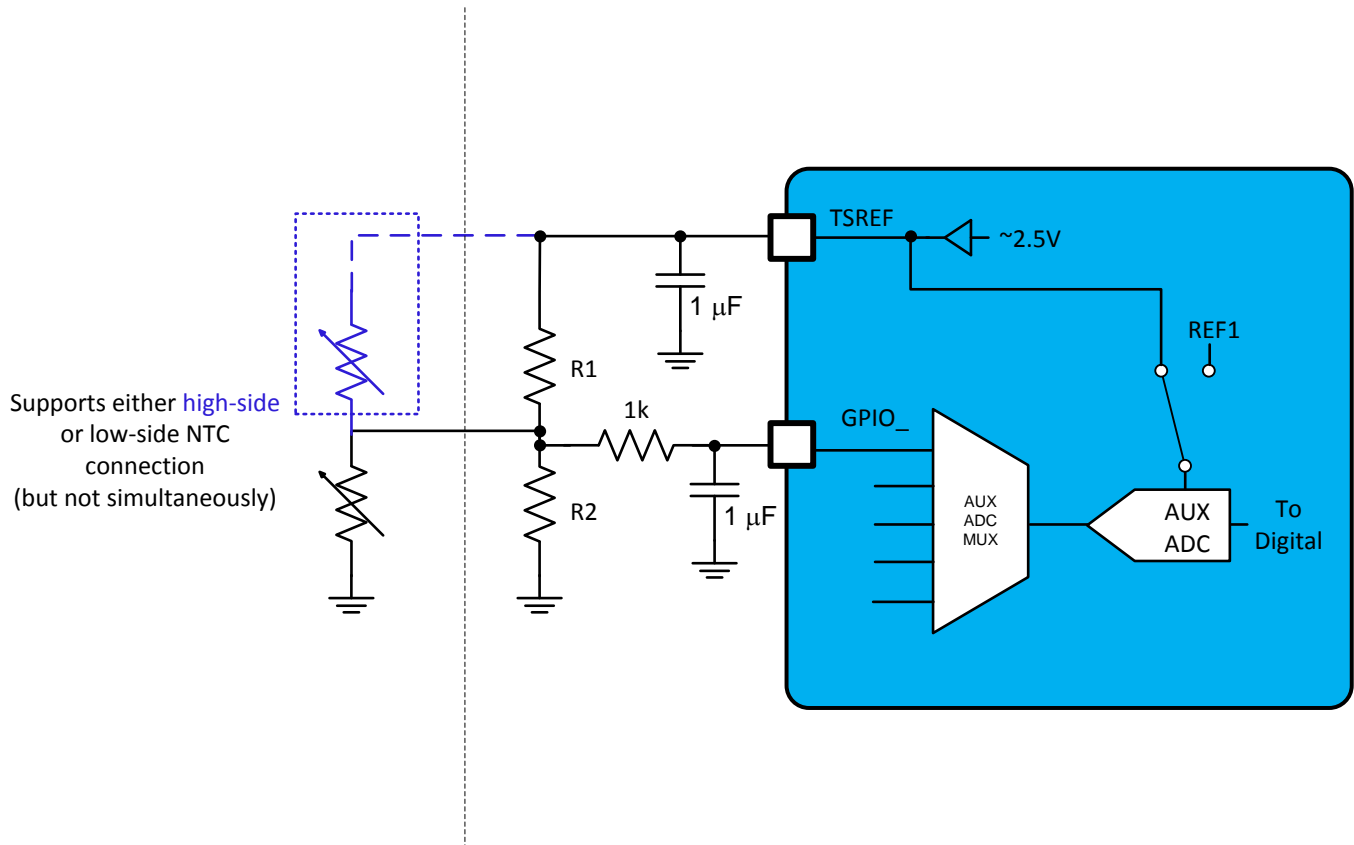 TSREF
~2.5V
1 μF
REF1
R1
Supports either high-side
or low-side NTC
connection
(but not simultaneously)
1k
GPIO_
R2
1 μF
AUX
ADC
MUX
AUX
ADC
To
Digital